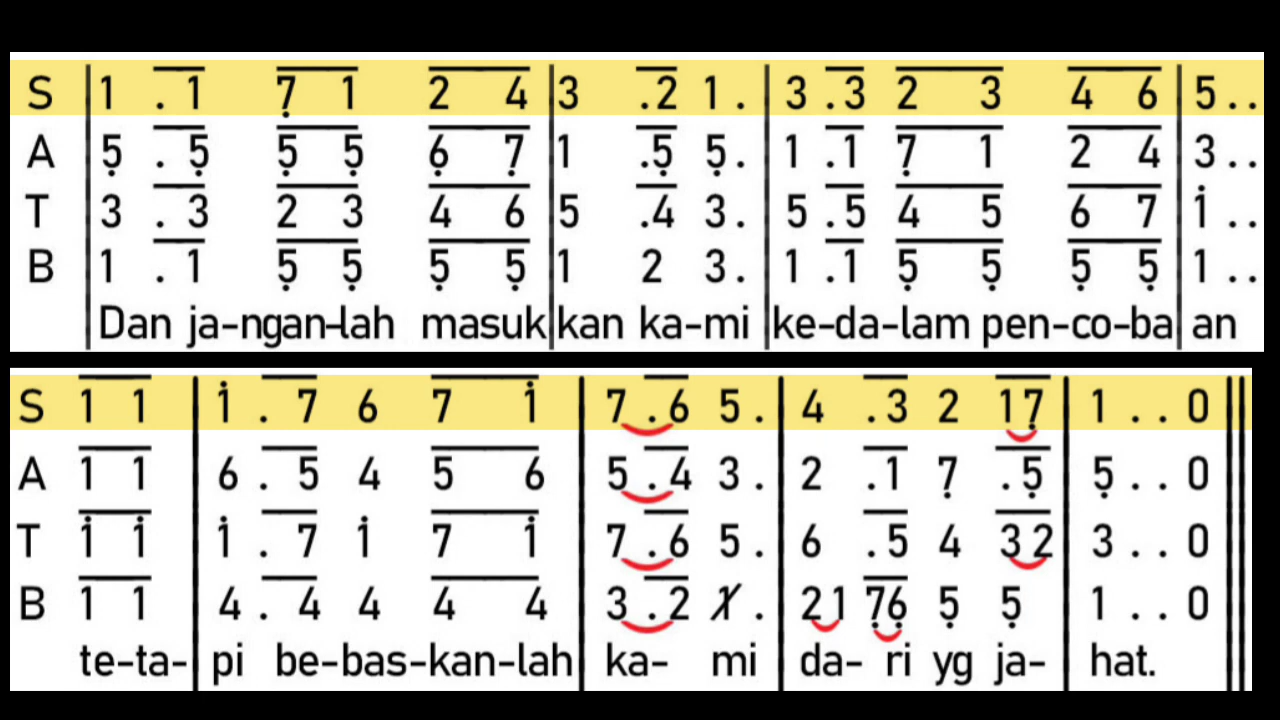 S 1 . 1 7̣ 1 2 4 3 .2 1 . 3 .3 2 3 4 6 5 . .
A 5̣ . 5̣ 5̣ 5̣ 6̣ 7̣ 1 .5̣ 5̣ . 1 .1 7̣ 1 2 4 3 . .
T 3 . 3 2 3 4 6 5 .4 3 . 5 .5 4 5 6 7 1̇ . .
B 1 . 1 5̣ 5̣ 5̣ 5̣ 1 2 3 . 1 .1 5̣ 5̣ 5̣ 5̣ 1 . .
Dan ja-ngan-lah masuk kan ka-mi ke-da-lam pen-co-ba an
S 1 1 1̇ . 7 6 7 1̇ 7 .6 5 . 4 .3 2 17̣ 1 . . 0
A 1 1 6 . 5 4 5 6 5 .4 3 . 2 .1 7̣ .5̣ 5̣ . . 0
T 1̇ 1̇ 1̇ . 7 1̇ 7 1̇ 7 .6 5 . 6 .5 4 32 3 . . 0
B 1 1 4 . 4 4 4 4 3 .2 1̸ . 21 7̣6̣ 5̣ 5̣ 1 . . 0
te-ta- pi be-bas-kan-lah ka- mi da- ri yg ja- hat.